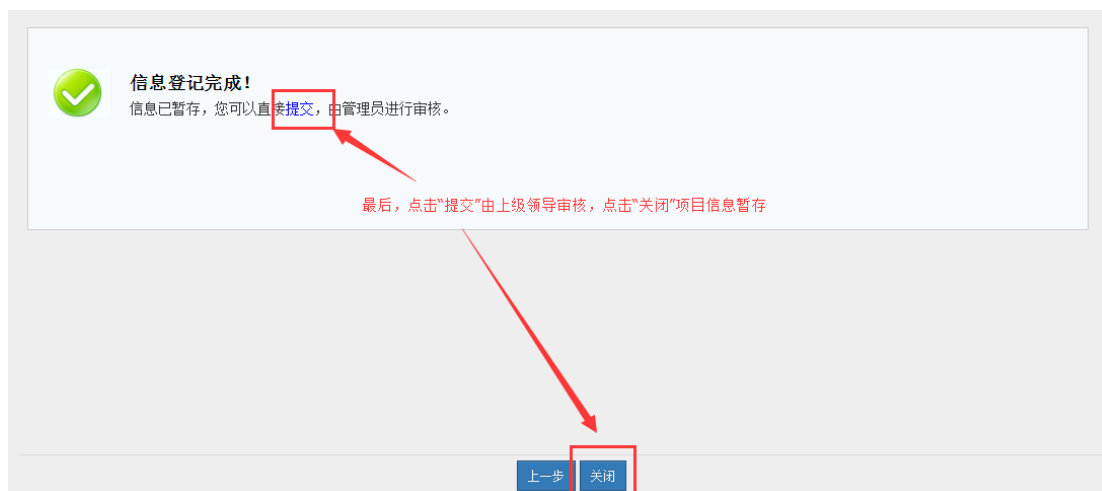 信息登记完成！
信息已暂存，您可以直接提交，由管理员进行审核。
最后，点击“提交”由上级领导审核，点击“关闭”项目信息暂存
上一步 关闭